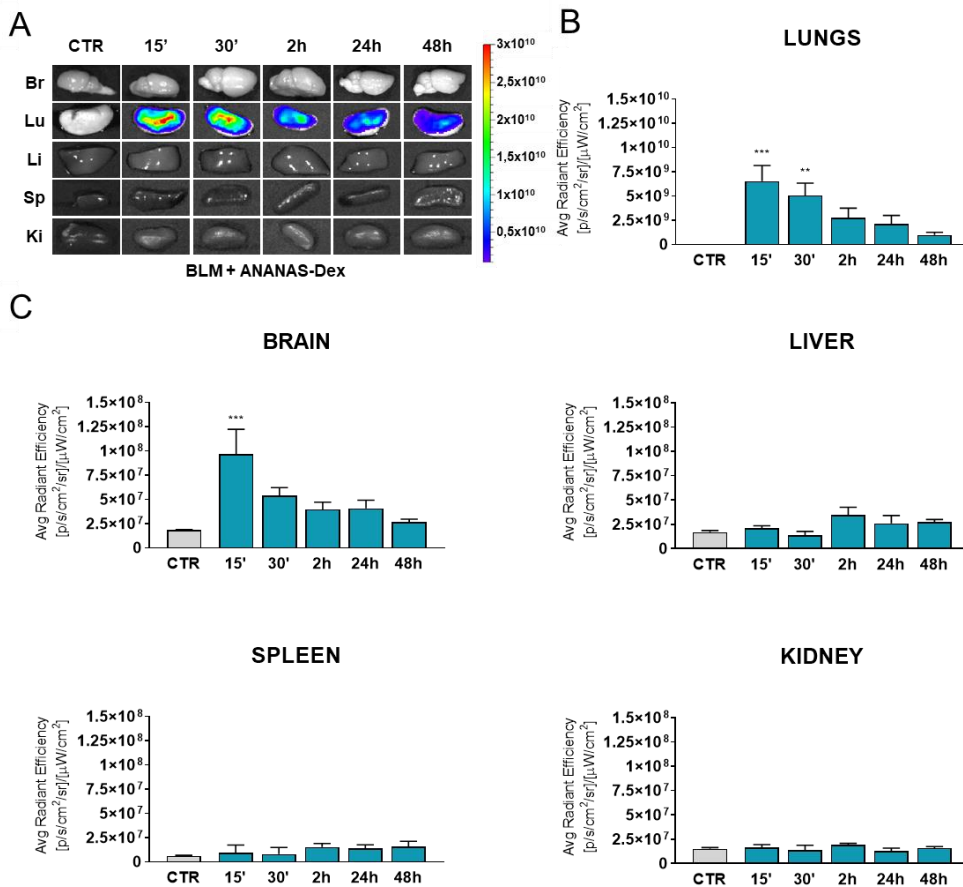 A
CTR 15' 30' 2h 24h 48h
Br
Lu
Li
Sp
Ki
3x10¹⁰
2x10¹⁰
2x10¹⁰
1x10¹⁰
0,5x10¹⁰
BLM + ANANAS-Dex
B
LUNGS
Avg Radiant Efficiency
[p/s/cm²/sr]/[µW/cm²]
1.5×10¹⁰
1.3×10¹⁰
1.0×10¹⁰
7.5×10⁹
5.0×10⁹
2.5×10⁹
0
***
**
CTR 15' 30' 2h 24h 48h
C
BRAIN
Avg Radiant Efficiency
[p/s/cm²/sr]/[µW/cm²]
1.5×10⁸
1.25×10⁸
1×10⁸
7.5×10⁷
5×10⁷
2.5×10⁷
0
***
CTR 15' 30' 2h 24h 48h
LIVER
Avg Radiant Efficiency
[p/s/cm²/sr]/[µW/cm²]
1.5×10⁸
1.25×10⁸
1×10⁸
7.5×10⁷
5×10⁷
2.5×10⁷
0
CTR 15' 30' 2h 24h 48h
SPLEEN
Avg Radiant Efficiency
[p/s/cm²/sr]/[µW/cm²]
1.5×10⁸
1.25×10⁸
1×10⁸
7.5×10⁷
5×10⁷
2.5×10⁷
0
CTR 15' 30' 2h 24h 48h
KIDNEY
Avg Radiant Efficiency
[p/s/cm²/sr]/[µW/cm²]
1.5×10⁸
1.25×10⁸
1×10⁸
7.5×10⁷
5×10⁷
2.5×10⁷
0
CTR 15' 30' 2h 24h 48h